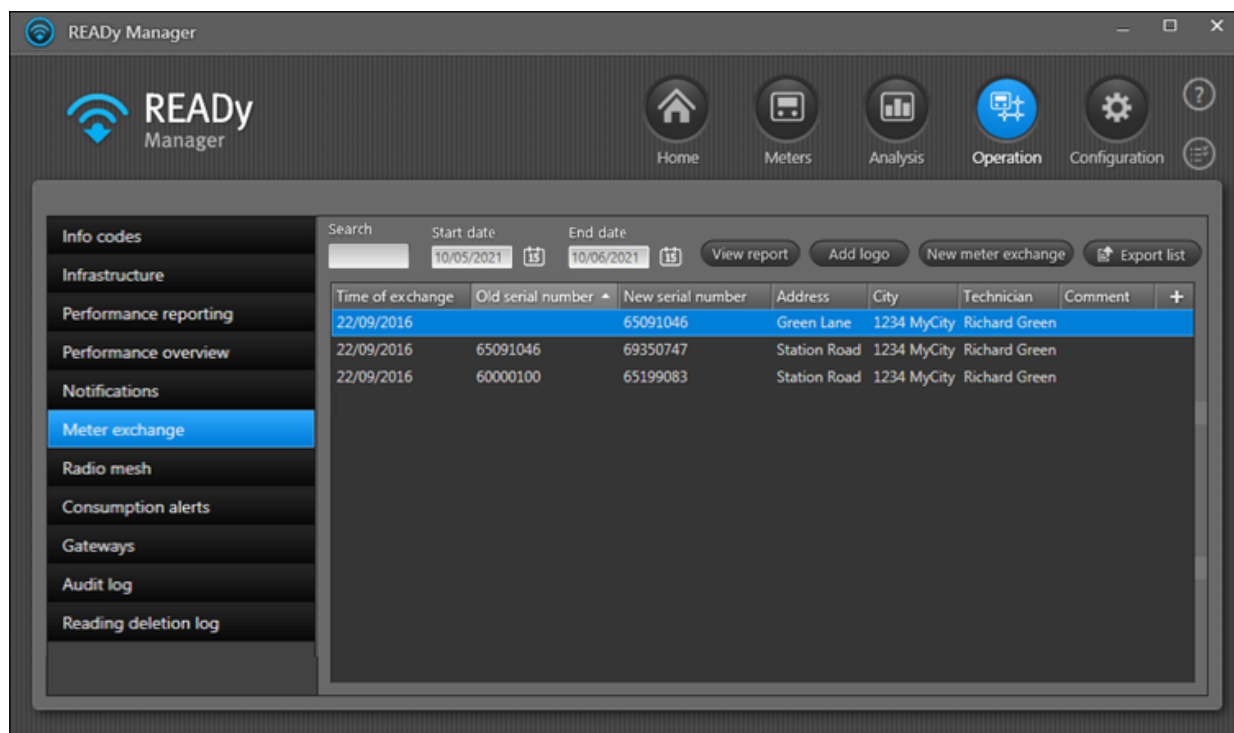 READy Manager
READy
Manager
Home Meters Analysis Operation Configuration
Info codes
Infrastructure
Performance reporting
Performance overview
Notifications
Meter exchange
Radio mesh
Consumption alerts
Gateways
Audit log
Reading deletion log
Search Start date End date
10/05/2021 15 10/06/2021 15 View report Add logo New meter exchange Export list
Time of exchange Old serial number New serial number Address City Technician Comment +
22/09/2016 65091046 Green Lane 1234 MyCity Richard Green
22/09/2016 65091046 69350747 Station Road 1234 MyCity Richard Green
22/09/2016 60000100 65199083 Station Road 1234 MyCity Richard Green